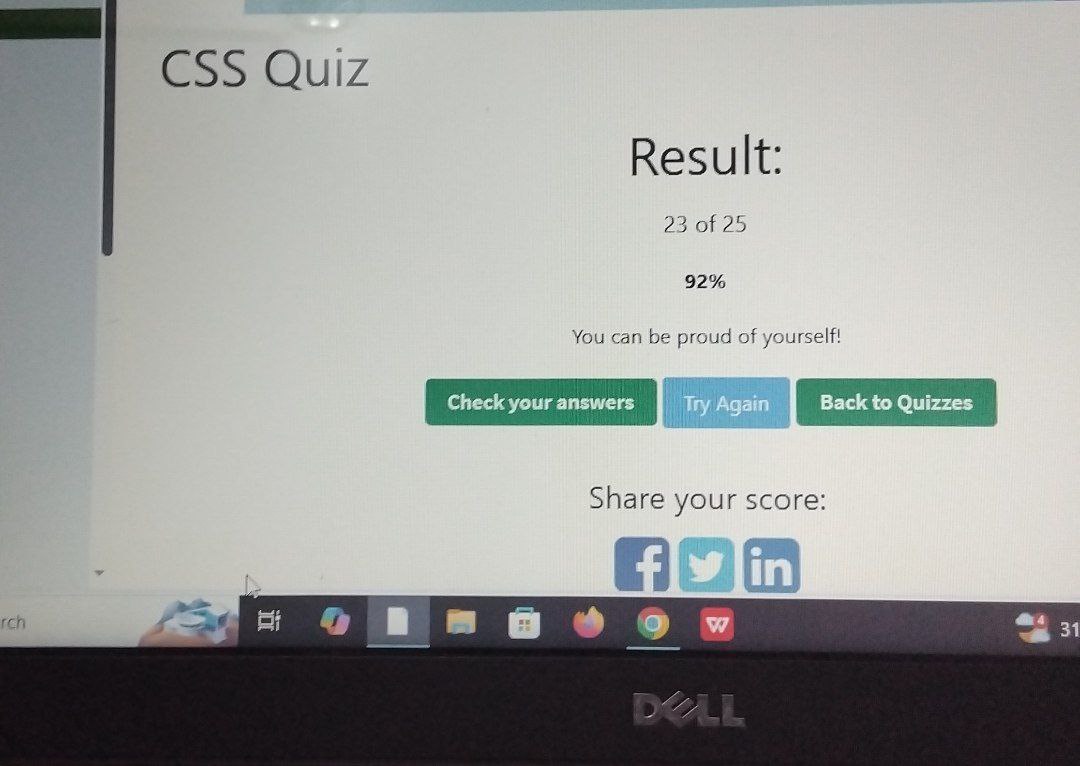 CSS Quiz
Result:
23 of 25
92%
You can be proud of yourself!
Check your answers
Try Again
Back to Quizzes
Share your score:
f
in
rch
W
4
31
DELL